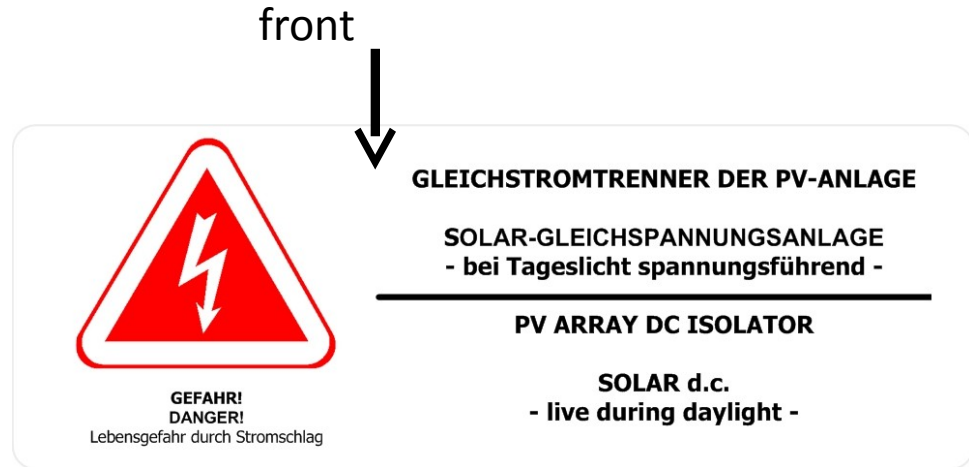 front
GLEICHSTROMTRENNER DER PV-ANLAGE
SOLAR-GLEICHSPANNUNGSANLAGE
- bei Tageslicht spannungsführend -
PV ARRAY DC ISOLATOR
SOLAR d.c.
- live during daylight -
GEFAHR!
DANGER!
Lebensgefahr durch Stromschlag